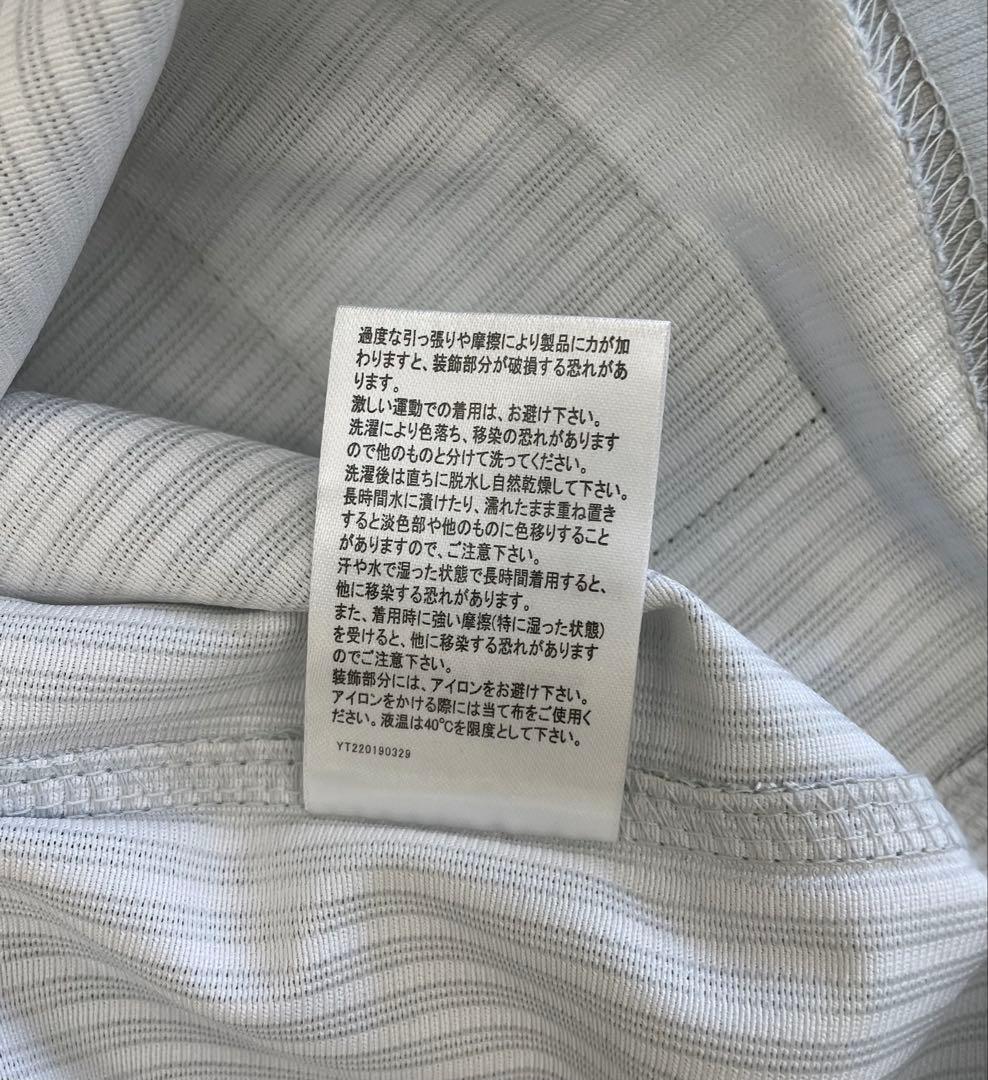 過度な引っ張りや摩擦により製品に力が加
わりますと、装飾部分が破損する恐れがあ
ります。
激しい運動での着用は、お避け下さい。
洗濯により色落ち、移染の恐れがあります
ので他のものと分けて洗ってください。
洗濯後は直ちに脱水し自然乾燥して下さい。
長時間水に漬けたり、濡れたまま重ね置き
すると淡色部や他のものに色移りすること
がありますので、ご注意下さい。
汗や水で湿った状態で長時間着用すると、
他に移染する恐れがあります。
また、着用時に強い摩擦(特に湿った状態)
を受けると、他に移染する恐れがあります
のでご注意下さい。
装飾部分には、アイロンをお避け下さい。
アイロンをかける際には当て布をご使用く
ださい。液温は40℃を限度として下さい。
YT220190329